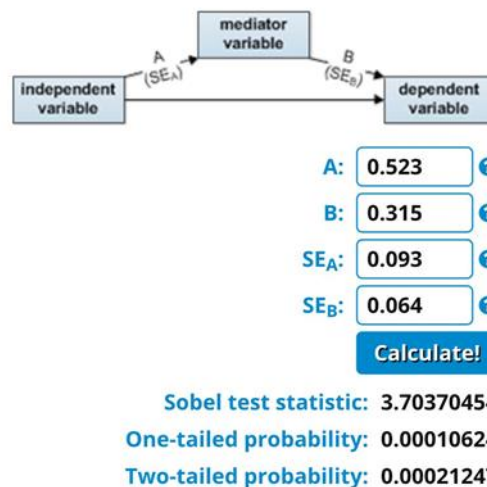 mediator
variable
A
(SEA)
B
(SEB)
independent
variable
dependent
variable
A: 0.523
B: 0.315
SEA: 0.093
SEB: 0.064
Calculate!
Sobel test statistic: 3.7037045
One-tailed probability: 0.0001062
Two-tailed probability: 0.0002124